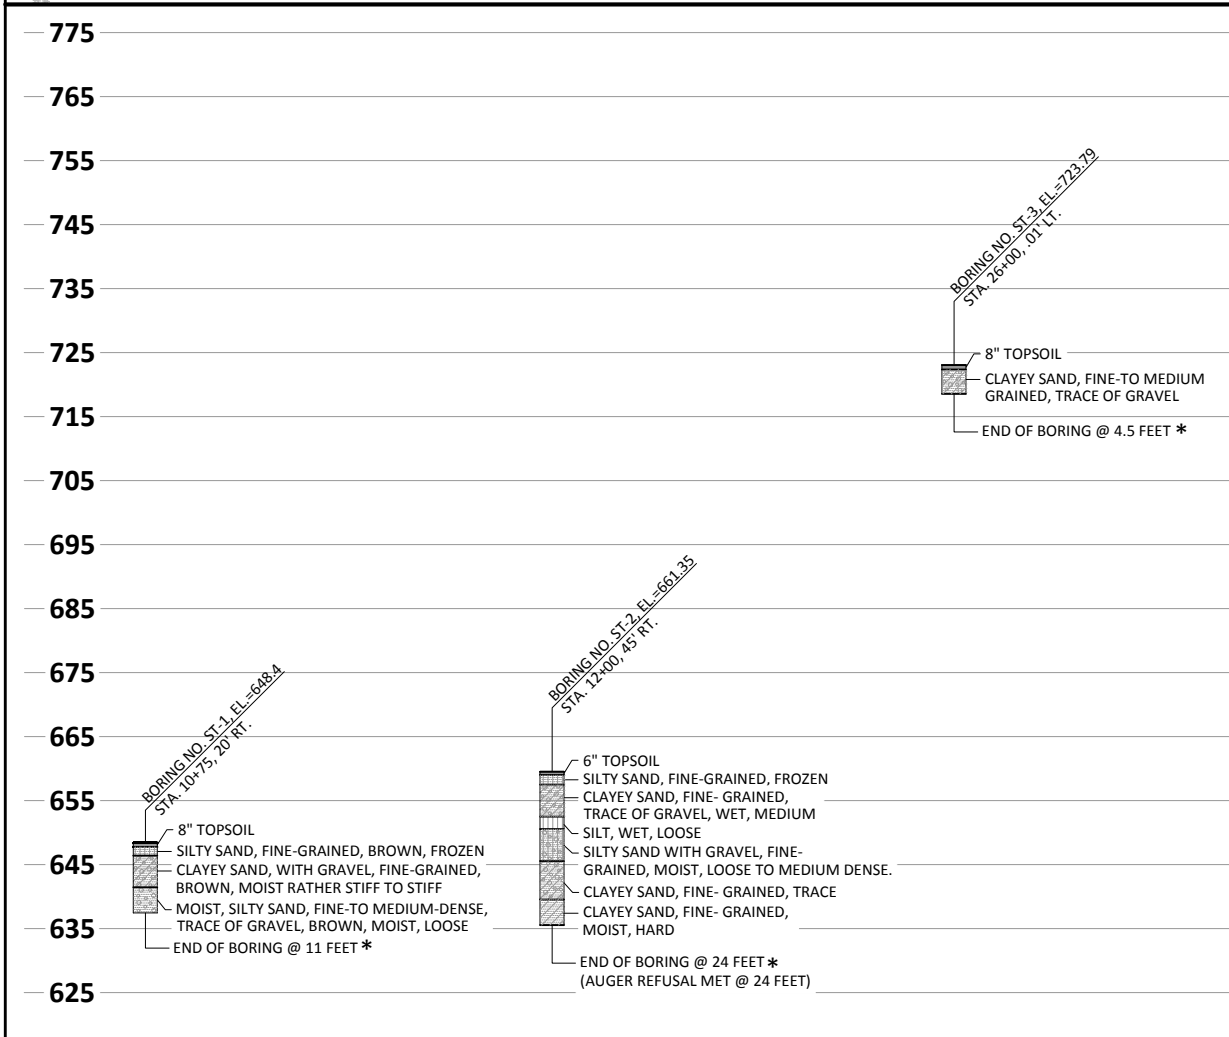 775
765
755
745
735
725
715
705
695
685
675
665
655
645
635
625
BORING NO. ST-1, EL.=648.4
STA. 10+75, 20' RT.
8" TOPSOIL
SILTY SAND, FINE-GRAINED, BROWN, FROZEN
CLAYEY SAND, WITH GRAVEL, FINE-GRAINED,
BROWN, MOIST RATHER STIFF TO STIFF
MOIST, SILTY SAND, FINE-TO MEDIUM-DENSE,
TRACE OF GRAVEL, BROWN, MOIST, LOOSE
END OF BORING @ 11 FEET *
BORING NO. ST-2, EL.=661.35
STA. 12+00, 45' RT.
6" TOPSOIL
SILTY SAND, FINE-GRAINED, FROZEN
CLAYEY SAND, FINE- GRAINED,
TRACE OF GRAVEL, WET, MEDIUM
SILT, WET, LOOSE
SILTY SAND WITH GRAVEL, FINE-
GRAINED, MOIST, LOOSE TO MEDIUM DENSE.
CLAYEY SAND, FINE- GRAINED, TRACE
CLAYEY SAND, FINE- GRAINED,
MOIST, HARD
END OF BORING @ 24 FEET *
(AUGER REFUSAL MET @ 24 FEET)
BORING NO. ST-3, EL.=723.79
STA. 26+00, .01' LT.
8" TOPSOIL
CLAYEY SAND, FINE-TO MEDIUM
GRAINED, TRACE OF GRAVEL
END OF BORING @ 4.5 FEET *